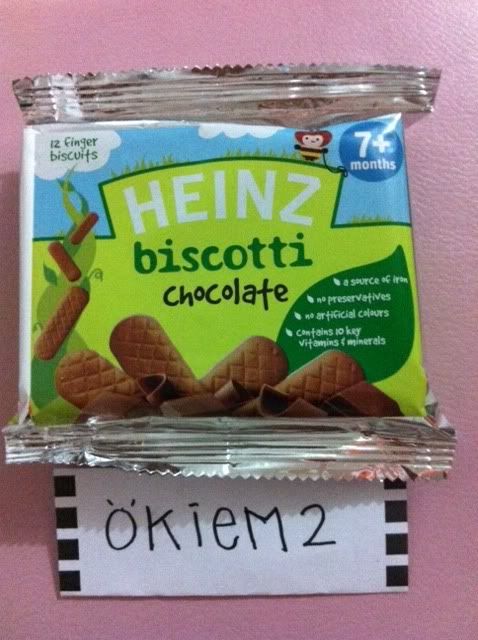 12 finger
biscuits
7+
months
HEINZ
biscotti
chocolate
a source of iron
no preservatives
no artificial colours
contains 10 key
vitamins & minerals
ÖKiEM2